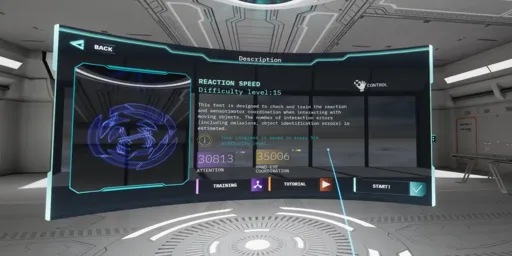 Description
BACK
REACTION SPEED
Difficulty level:15
CONTROL
This test is designed to check and train the reaction
and sensorimotor coordination when interacting with
moving objects. The number of interaction errors
(including omissions, object identification errors) is
estimated.
difficulty level
30813
ATTENTION
35006
HAND-EYE
COORDINATION
TRAINING
TUTORIAL
START!